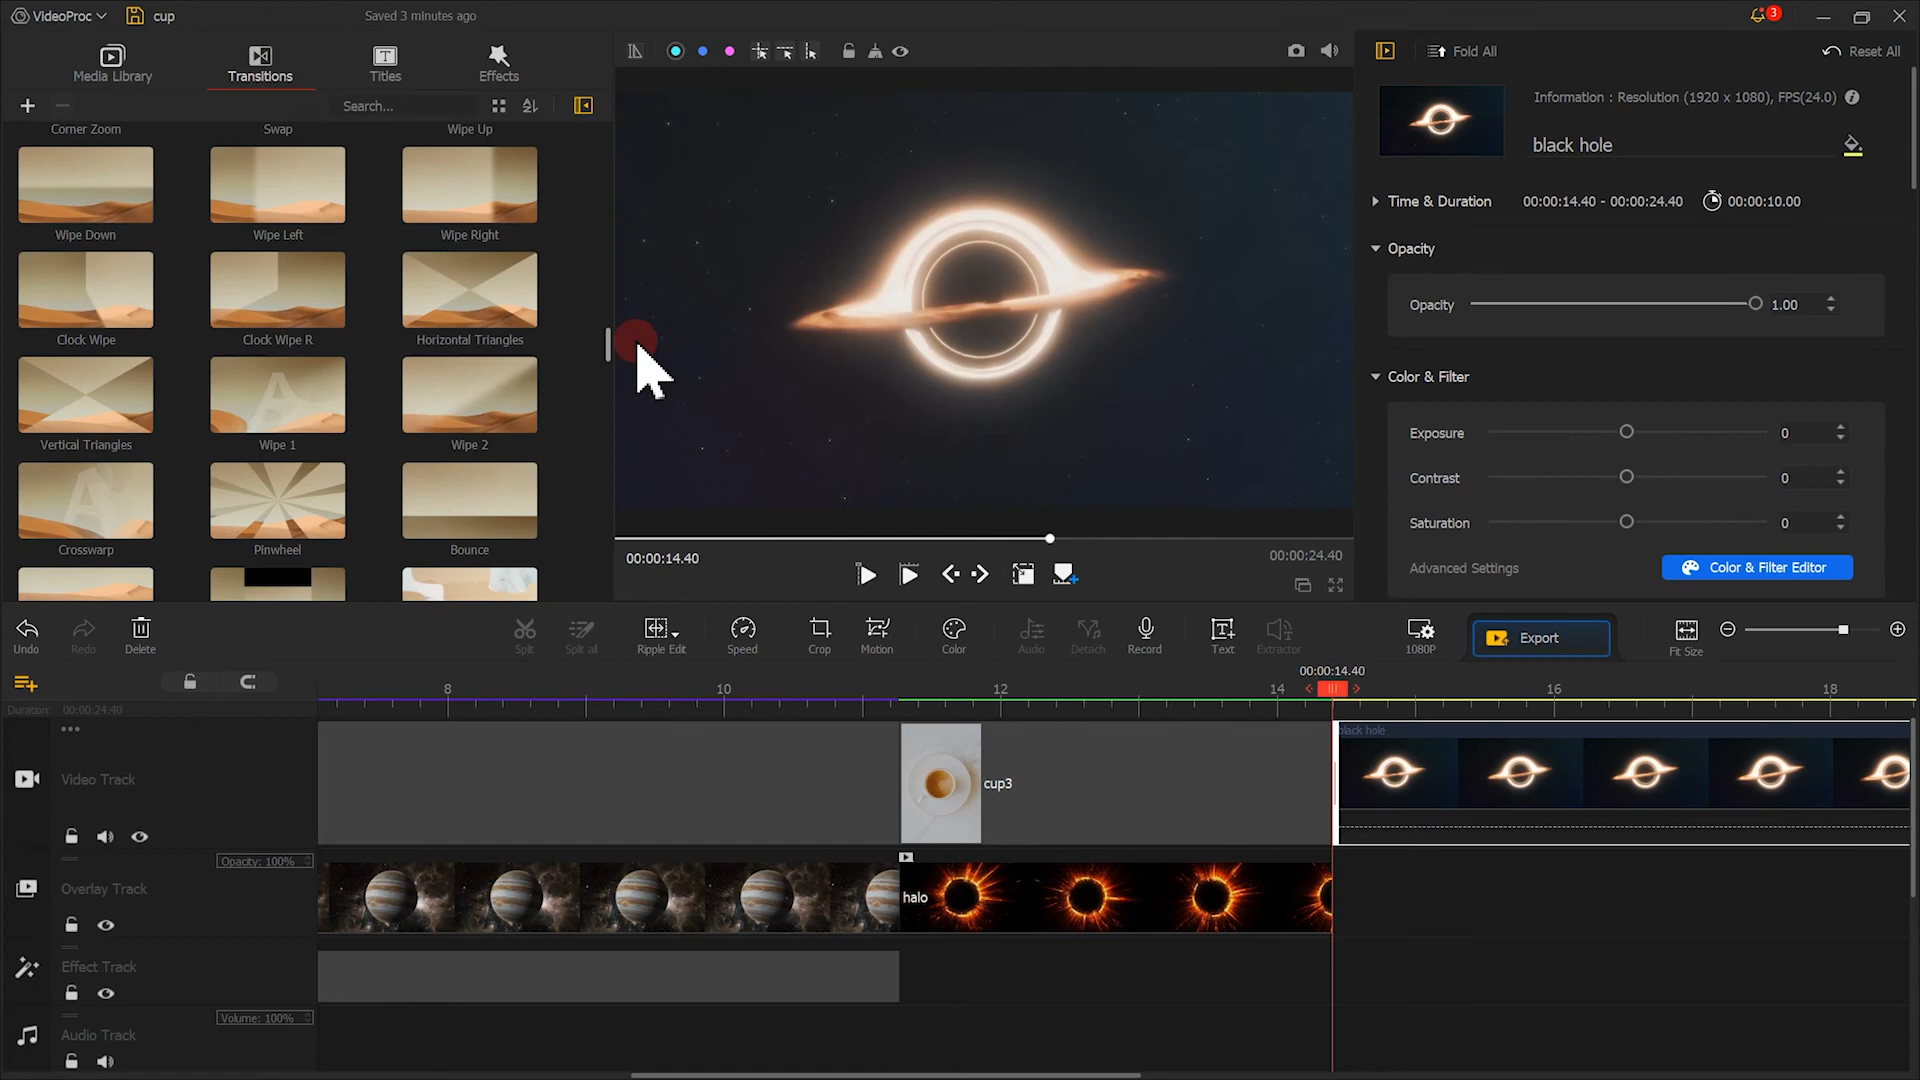 VideoProc
cup
Saved 3 minutes ago
3
Media Library
Transitions
Titles
Effects
Search...
Corner Zoom
Swap
Wipe Up
Wipe Down
Wipe Left
Wipe Right
Clock Wipe
Clock Wipe R
Horizontal Triangles
Vertical Triangles
Wipe 1
Wipe 2
Crosswarp
Pinwheel
Bounce
00:00:14.40
00:00:24.40
Fold All
Reset All
Information : Resolution (1920 x 1080), FPS(24.0)
black hole
Time & Duration
00:00:14.40 - 00:00:24.40
00:00:10.00
Opacity
Opacity
1.00
Color & Filter
Exposure
0
Contrast
0
Saturation
0
Advanced Settings
Color & Filter Editor
Undo
Redo
Delete
Split
Split all
Ripple Edit
Speed
Crop
Motion
Color
Audio
Detach
Record
Text
Extractor
1080P
Export
Fit Size
00:00:14.40
8
10
12
14
16
18
Duration: 00:00:24.40
Video Track
cup3
black hole
Opacity: 100%
Overlay Track
halo
Effect Track
Volume: 100%
Audio Track